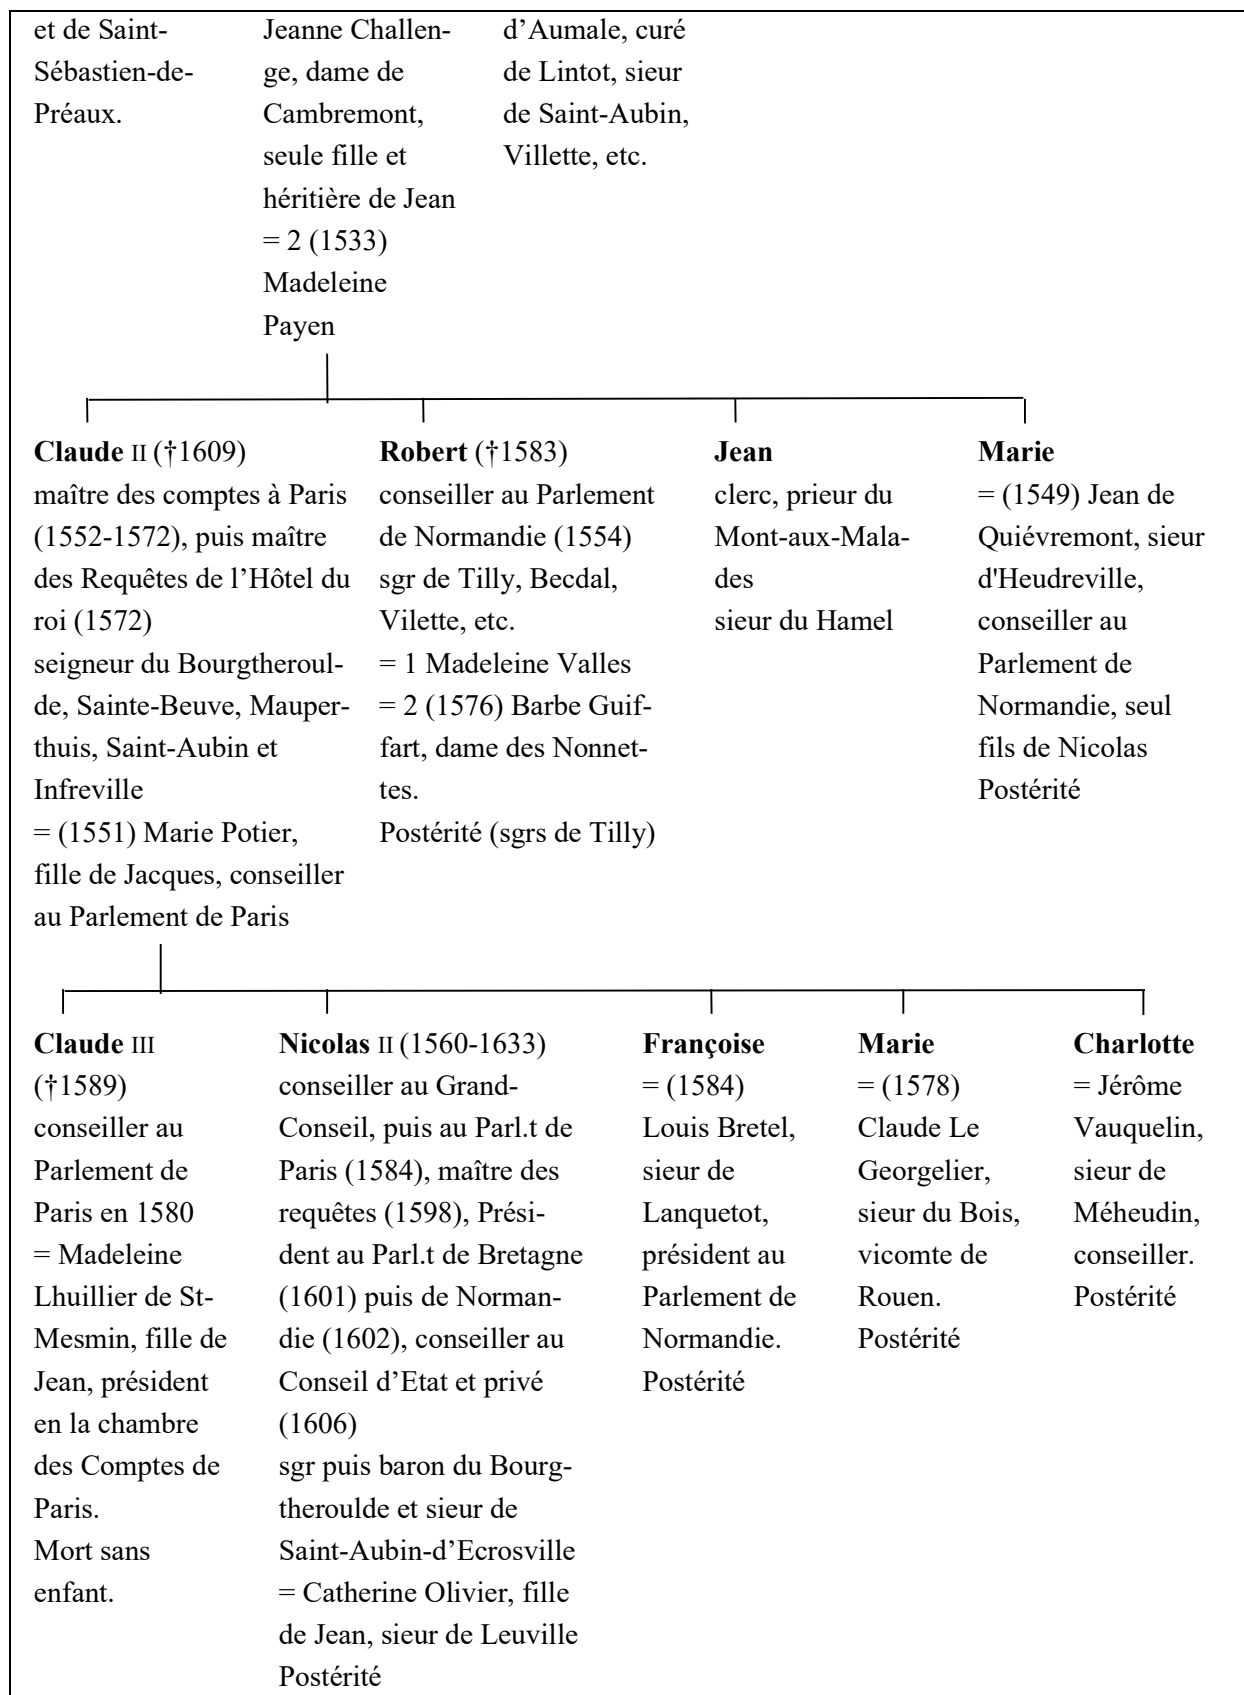 et de Saint-
Sébastien-de-
Préaux.
Jeanne Challen-
ge, dame de
Cambremont,
seule fille et
héritière de Jean
= 2 (1533)
Madeleine
Payen
d’Aumale, curé
de Lintot, sieur
de Saint-Aubin,
Villette, etc.
Claude II (†1609)
maître des comptes à Paris
(1552-1572), puis maître
des Requêtes de l’Hôtel du
roi (1572)
seigneur du Bourgtheroul-
de, Sainte-Beuve, Mauper-
thuis, Saint-Aubin et
Infreville
= (1551) Marie Potier,
fille de Jacques, conseiller
au Parlement de Paris
Robert (†1583)
conseiller au Parlement
de Normandie (1554)
sgr de Tilly, Becdal,
Vilette, etc.
= 1 Madeleine Valles
= 2 (1576) Barbe Guif-
fart, dame des Nonnet-
tes.
Postérité (sgrs de Tilly)
Jean
clerc, prieur du
Mont-aux-Mala-
des
sieur du Hamel
Marie
= (1549) Jean de
Quiévremont, sieur
d'Heudreville,
conseiller au
Parlement de
Normandie, seul
fils de Nicolas
Postérité
Claude III
(†1589)
conseiller au
Parlement de
Paris en 1580
= Madeleine
Lhuillier de St-
Mesmin, fille de
Jean, président
en la chambre
des Comptes de
Paris.
Mort sans
enfant.
Nicolas II (1560-1633)
conseiller au Grand-
Conseil, puis au Parl.t de
Paris (1584), maître des
requêtes (1598), Prési-
dent au Parl.t de Bretagne
(1601) puis de Norman-
die (1602), conseiller au
Conseil d’Etat et privé
(1606)
sgr puis baron du Bourg-
theroulde et sieur de
Saint-Aubin-d’Ecrosville
= Catherine Olivier, fille
de Jean, sieur de Leuville
Postérité
Françoise
= (1584)
Louis Bretel,
sieur de
Lanquetot,
président au
Parlement de
Normandie.
Postérité
Marie
= (1578)
Claude Le
Georgelier,
sieur du Bois,
vicomte de
Rouen.
Postérité
Charlotte
= Jérôme
Vauquelin,
sieur de
Méheudin,
conseiller.
Postérité